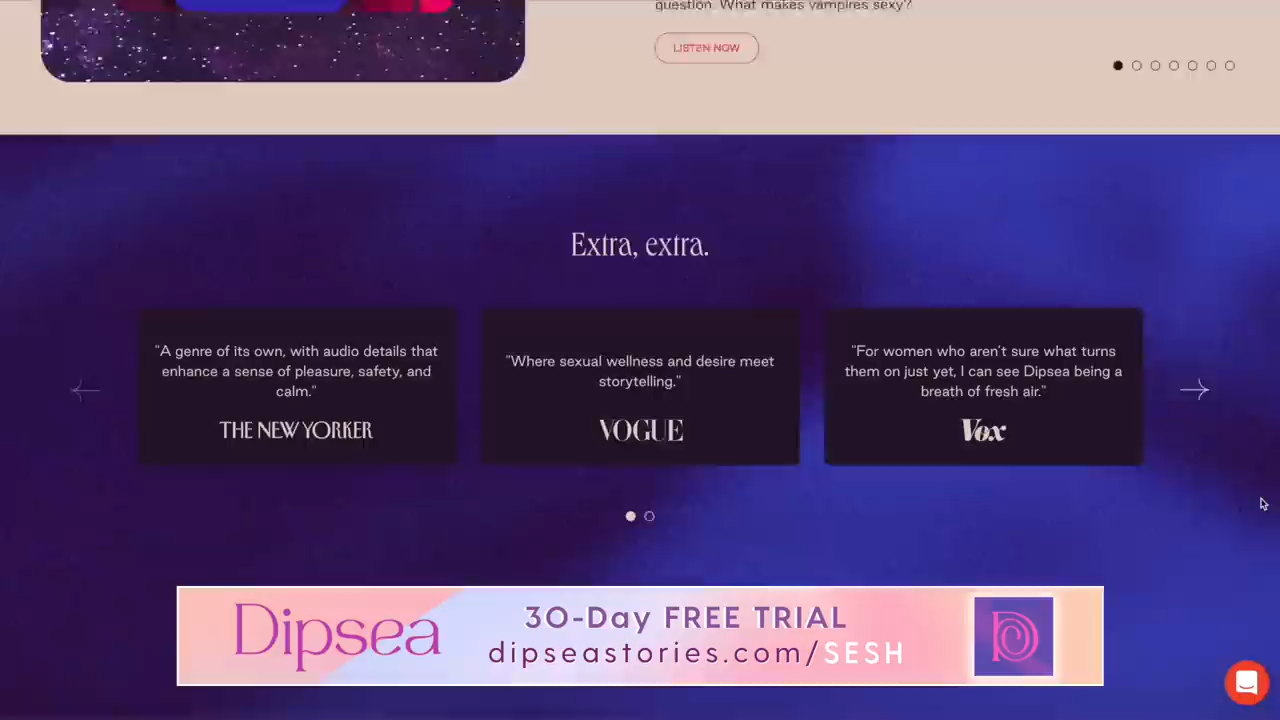 question. What makes vampires sexy?
LISTEN NOW
Extra, extra.
"A genre of its own, with audio details that
enhance a sense of pleasure, safety, and
calm."
THE NEW YORKER
"Where sexual wellness and desire meet
storytelling."
VOGUE
"For women who aren't sure what turns
them on just yet, I can see Dipsea being a
breath of fresh air."
Vox
Dipsea
30-Day FREE TRIAL
dipseastories.com/SESH